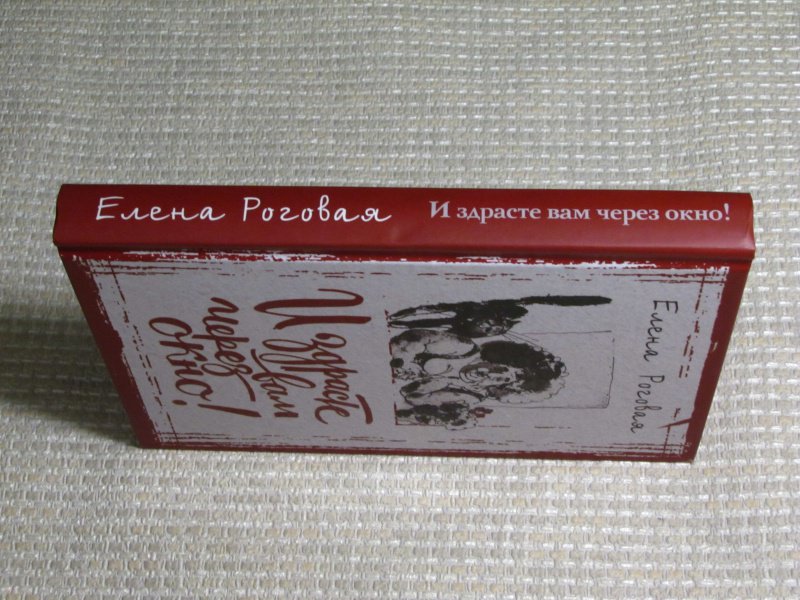 Елена Роговая И здрасте вам через окно!
Елена Роговая
И здрасте
вам
через
окно!